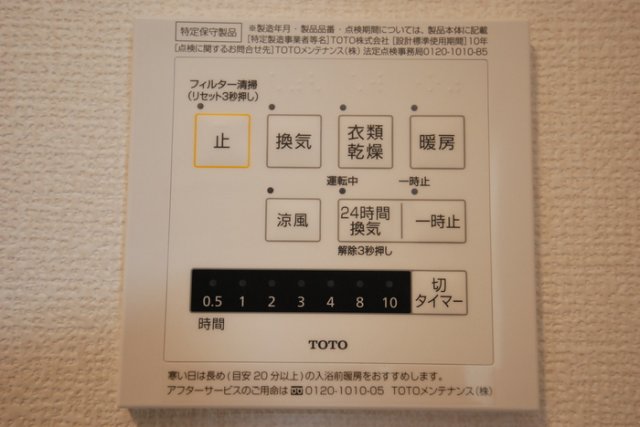 特定保守製品
※製造年月・製品品番・点検期間については、製品本体に記載
[特定製造事業者等名]TOTO株式会社 [設計標準使用期間]10年
[点検に関するお問合せ先]TOTOメンテナンス(株) 法定点検事務局0120-1010-85
フィルター清掃
(リセット3秒押し)
止
換気
衣類
乾燥
暖房
運転中
一時止
涼風
24時間
換気
一時止
解除3秒押し
0.5 1 2 3 4 8 10
切
タイマー
時間
TOTO
寒い日は長め(目安20分以上)の入浴前暖房をおすすめします。
アフターサービスのご用命は 0120-1010-05 TOTOメンテナンス(株)